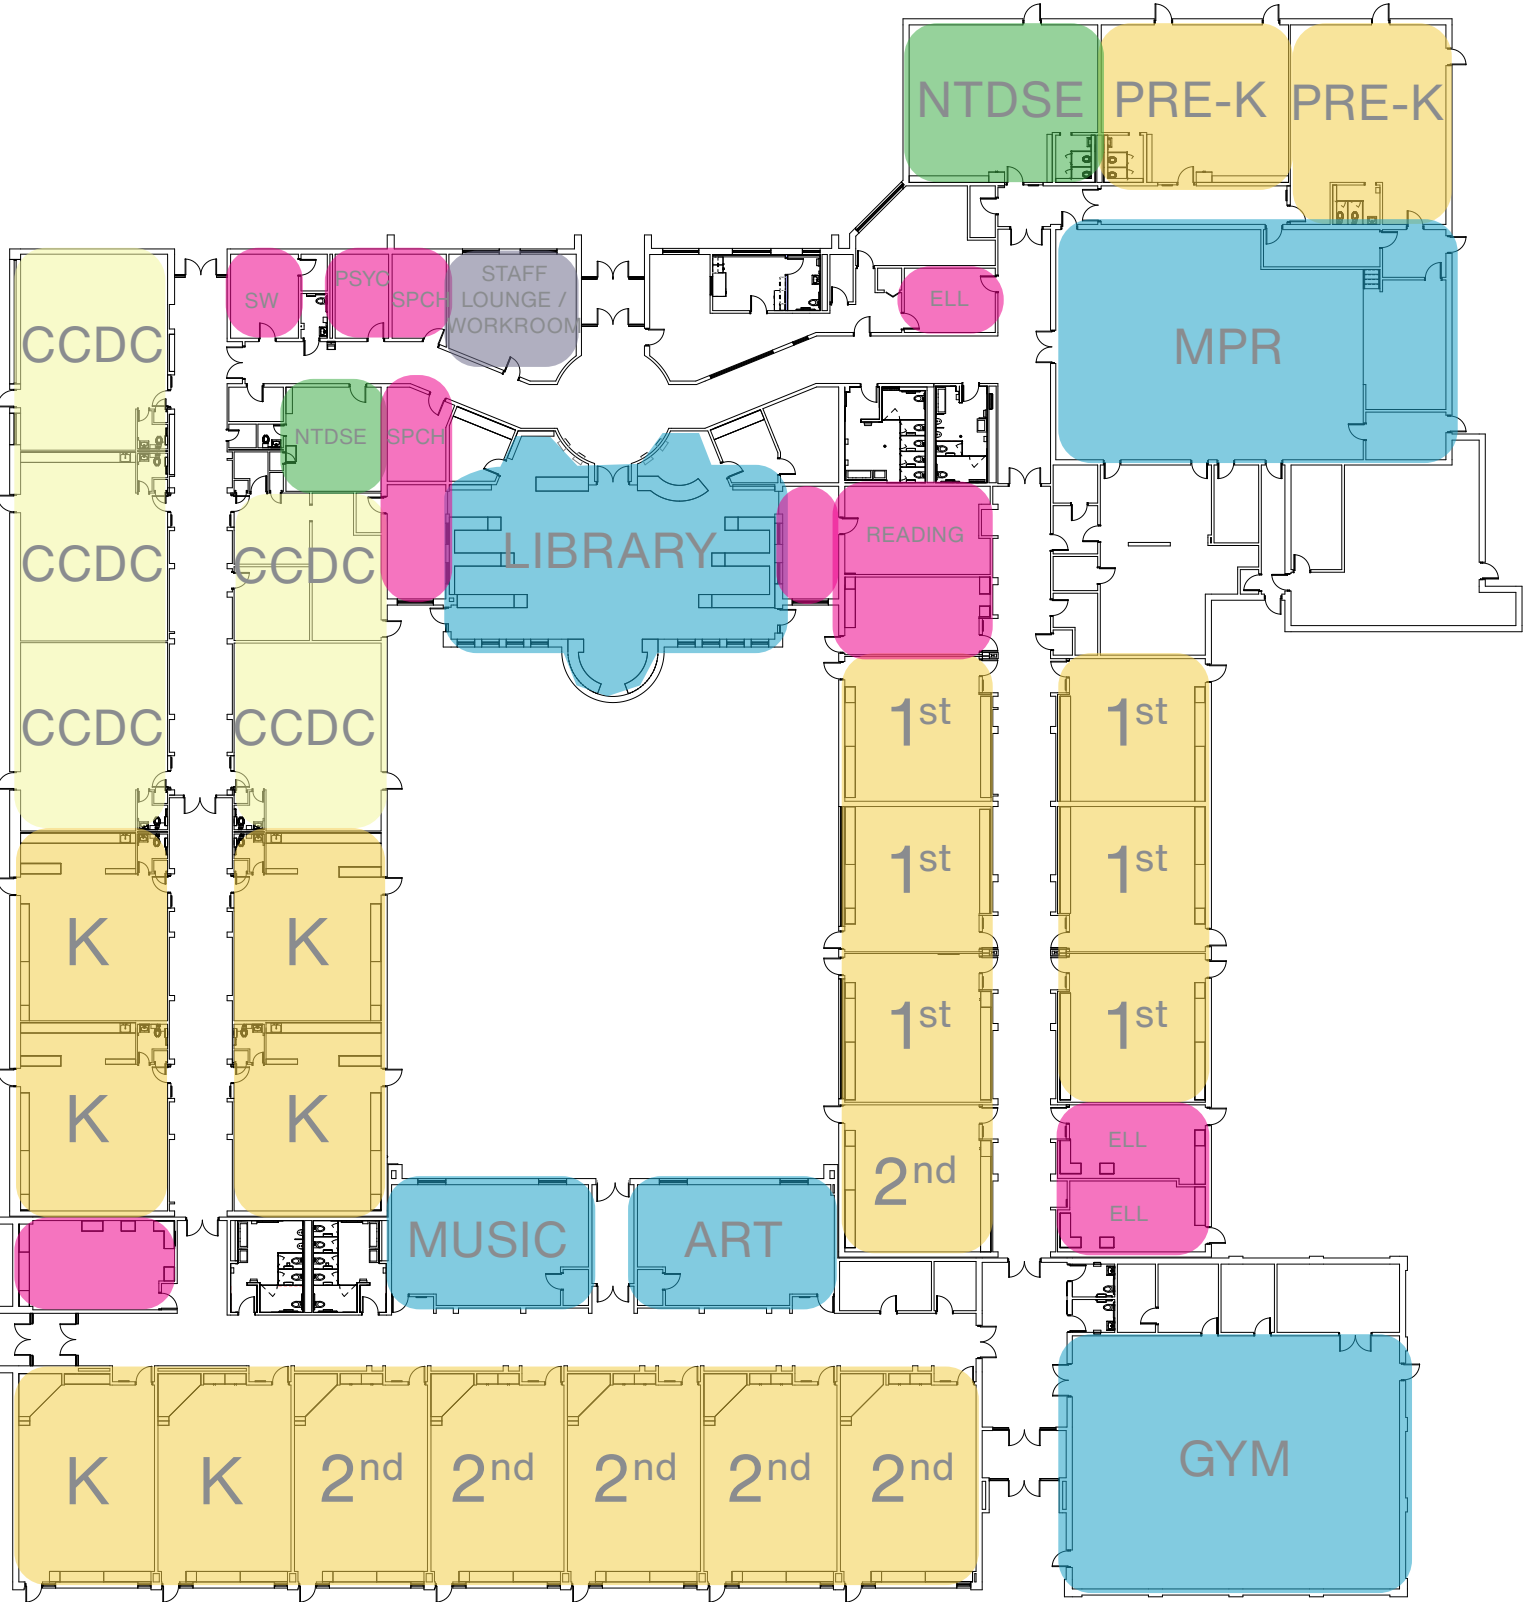 NTDSE
PRE-K
PRE-K
SW
PSYC
SPCH
STAFF
LOUNGE /
WORKROOM
ELL
CCDC
MPR
NTDSE
SPCH
CCDC
CCDC
LIBRARY
READING
CCDC
CCDC
1st
1st
1st
1st
K
K
1st
1st
K
K
2nd
ELL
ELL
MUSIC
ART
K
K
2nd
2nd
2nd
2nd
2nd
GYM